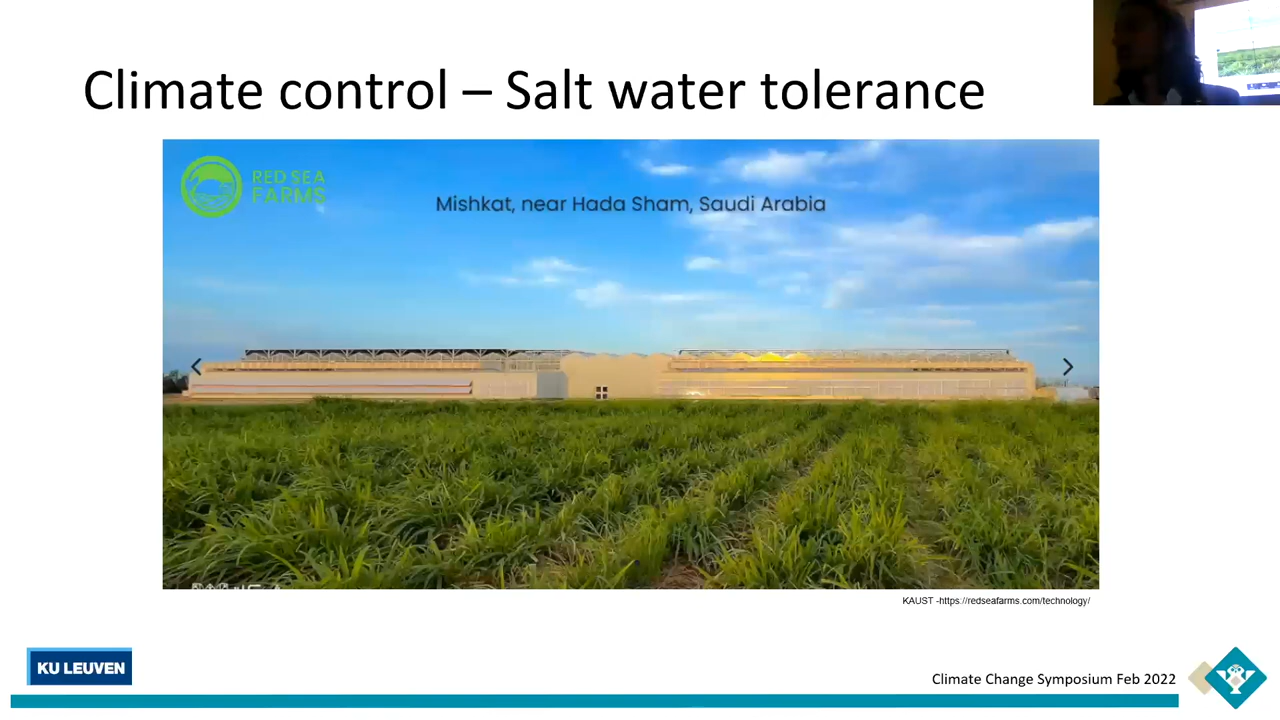 Climate control – Salt water tolerance
RED SEA
FARMS
Mishkat, near Hada Sham, Saudi Arabia
KAUST -https://redseafarms.com/technology/
KU LEUVEN
Climate Change Symposium Feb 2022